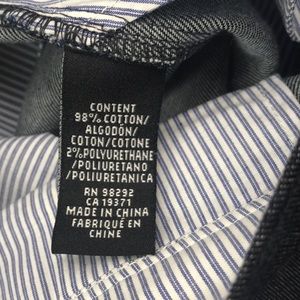 CONTENT
98% COTTON/
ALGODÓN/
COTON/COTONE
2% POLYURETHANE
/POLIURETANO
/POLIURETANICA
RN 98292
CA 19371
MADE IN CHINA
FABRIQUÉ EN
CHINE